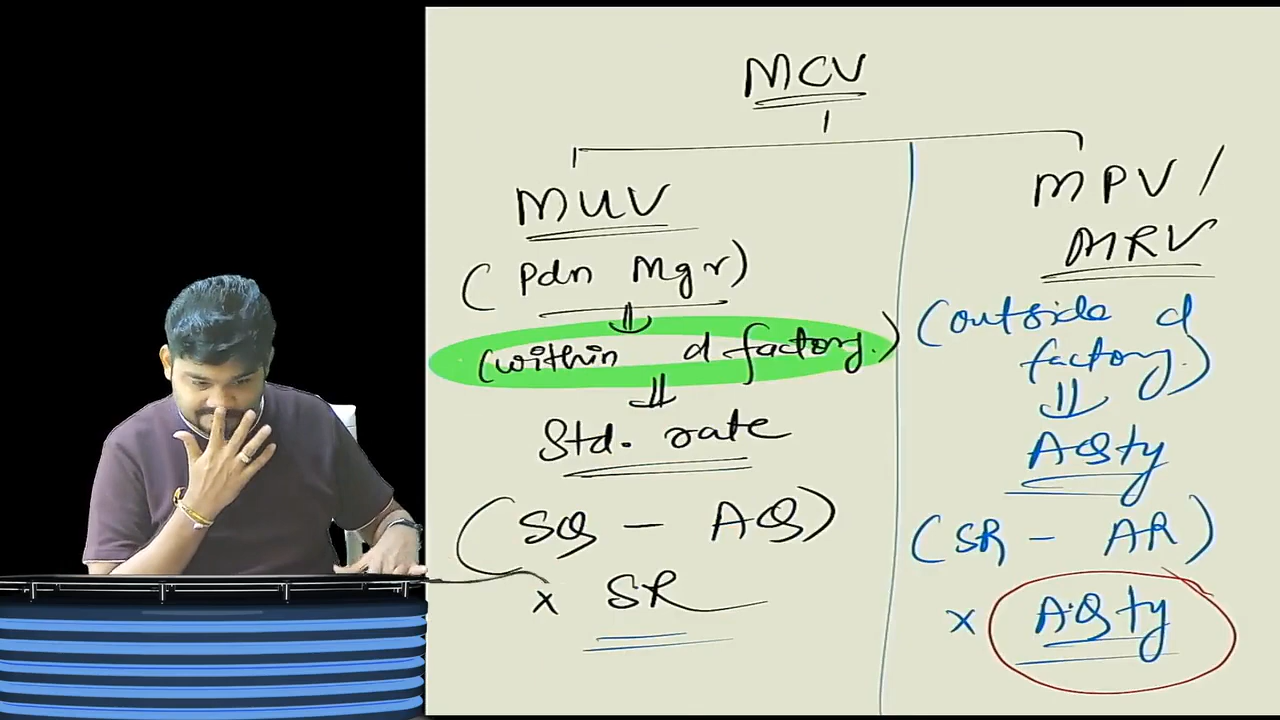 MCV
MUV
(Pdn Mgr)
(within d factory.)
Std. rate
(SQ - AQ)
x SR
MPV /
MRV
(outside d
factory)
AQty
(SR - AR)
x AQty